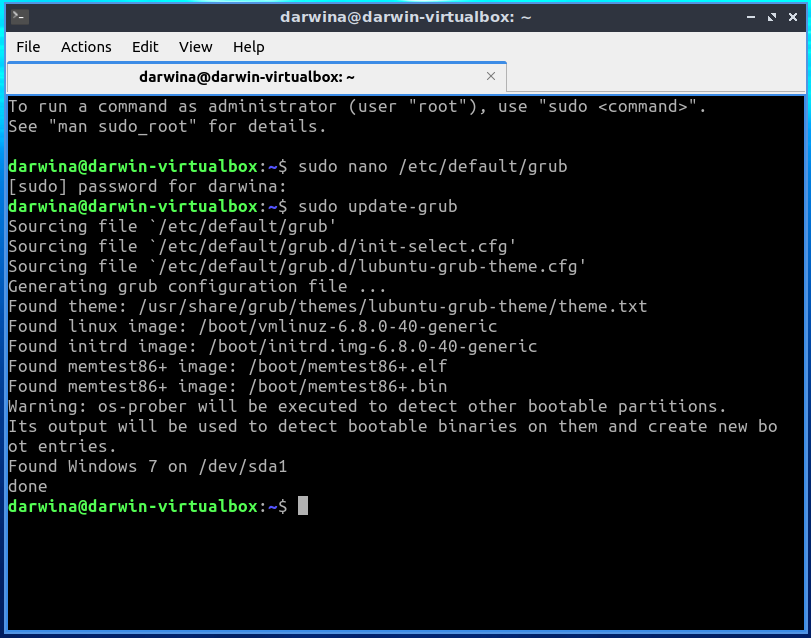 darwina@darwin-virtualbox: ~
File Actions Edit View Help
darwina@darwin-virtualbox: ~
To run a command as administrator (user "root"), use "sudo <command>".
See "man sudo_root" for details.
darwina@darwin-virtualbox:~$ sudo nano /etc/default/grub
[sudo] password for darwina:
darwina@darwin-virtualbox:~$ sudo update-grub
Sourcing file `/etc/default/grub'
Sourcing file `/etc/default/grub.d/init-select.cfg'
Sourcing file `/etc/default/grub.d/lubuntu-grub-theme.cfg'
Generating grub configuration file ...
Found theme: /usr/share/grub/themes/lubuntu-grub-theme/theme.txt
Found linux image: /boot/vmlinuz-6.8.0-40-generic
Found initrd image: /boot/initrd.img-6.8.0-40-generic
Found memtest86+ image: /boot/memtest86+.elf
Found memtest86+ image: /boot/memtest86+.bin
Warning: os-prober will be executed to detect other bootable partitions.
Its output will be used to detect bootable binaries on them and create new bo
ot entries.
Found Windows 7 on /dev/sda1
done
darwina@darwin-virtualbox:~$